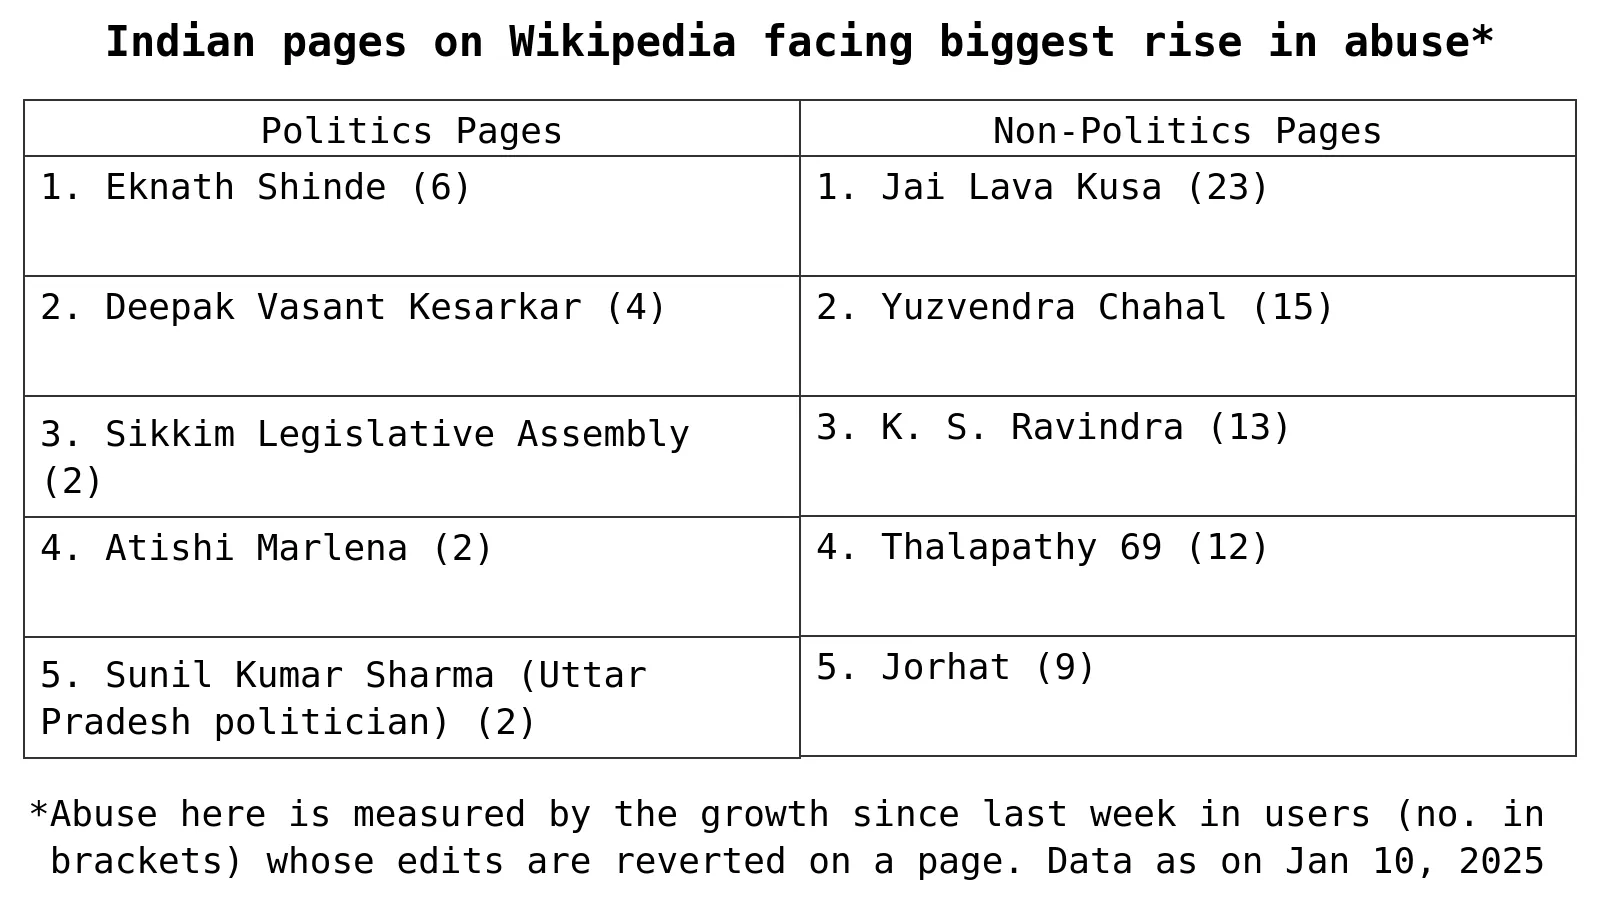 Indian pages on Wikipedia facing biggest rise in abuse*
Politics Pages
Non-Politics Pages
1. Eknath Shinde (6)
1. Jai Lava Kusa (23)
2. Deepak Vasant Kesarkar (4)
2. Yuzvendra Chahal (15)
3. Sikkim Legislative Assembly
(2)
3. K. S. Ravindra (13)
4. Atishi Marlena (2)
4. Thalapathy 69 (12)
5. Sunil Kumar Sharma (Uttar
Pradesh politician) (2)
5. Jorhat (9)
*Abuse here is measured by the growth since last week in users (no. in
brackets) whose edits are reverted on a page. Data as on Jan 10, 2025